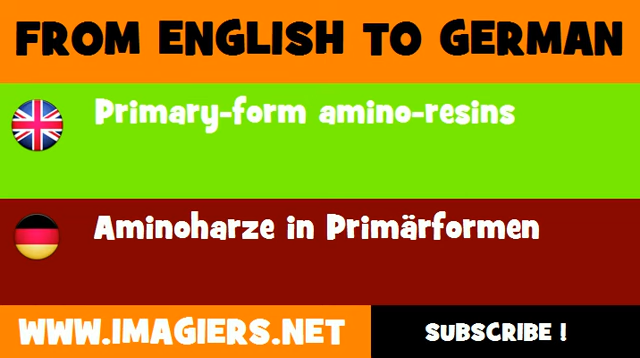 FROM ENGLISH TO GERMAN
Primary-form amino-resins
Aminoharze in Primärformen
WWW.IMAGIERS.NET
SUBSCRIBE !